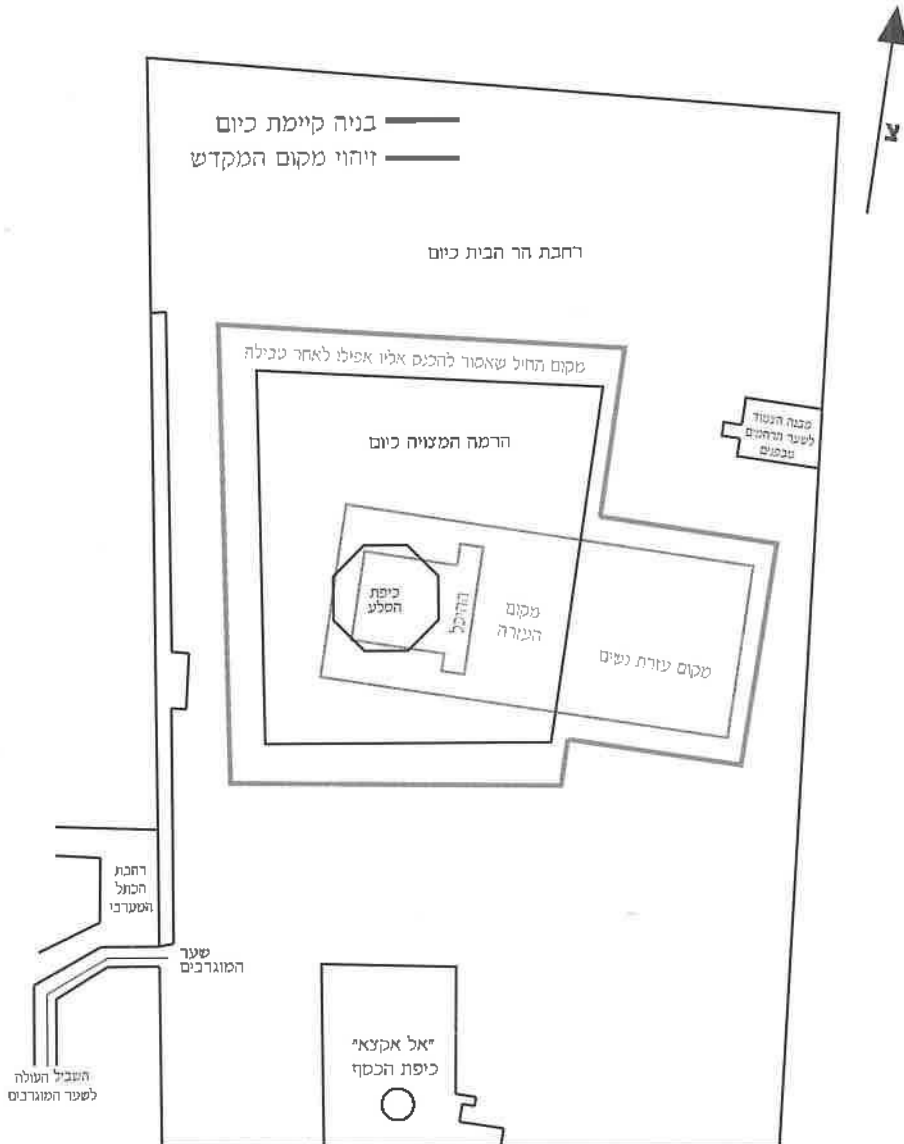 צ
בניה קיימת כיום
זיהוי מקום המקדש
רחבת הר הבית כיום
מקום החיל שאסור להכנס אליו אפילו לאחר טבילה
הרמה המצויה כיום
מבנה הצמוד
לשער הרחמים
מבפנים
כיפת
הסלע
ההיכל
מקום
העזרה
מקום עזרת נשים
רחבת
הכתל
המערבי
שער
המוגרבים
השביל העולה
לשער המוגרבים
"אל אקצא"
כיפת הכסף